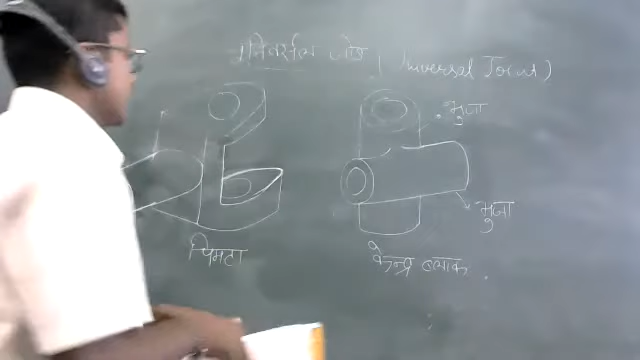 यूनिवर्सल जोड़ (Universal Joint)
भुजा
भुजा
चिमटा
केन्द्र ब्लाक